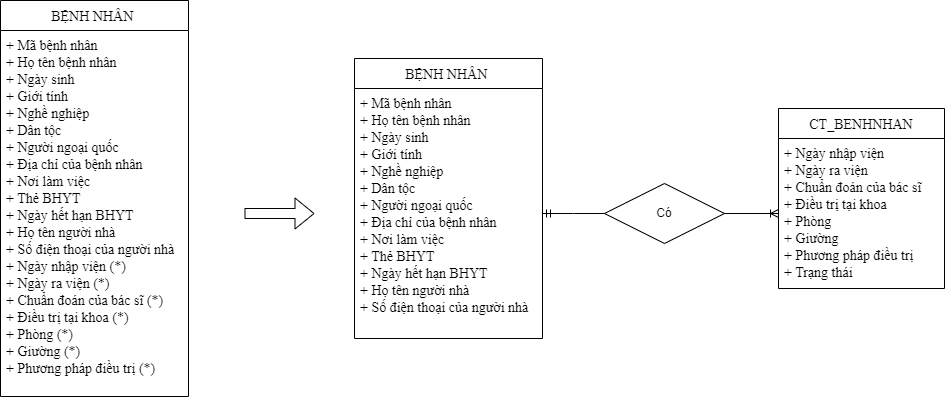 BỆNH NHÂN
+ Mã bệnh nhân
+ Họ tên bệnh nhân
+ Ngày sinh
+ Giới tính
+ Nghề nghiệp
+ Dân tộc
+ Người ngoại quốc
+ Địa chỉ của bệnh nhân
+ Nơi làm việc
+ Thẻ BHYT
+ Ngày hết hạn BHYT
+ Họ tên người nhà
+ Số điện thoại của người nhà
+ Ngày nhập viện (*)
+ Ngày ra viện (*)
+ Chuẩn đoán của bác sĩ (*)
+ Điều trị tại khoa (*)
+ Phòng (*)
+ Giường (*)
+ Phương pháp điều trị (*)
BỆNH NHÂN
+ Mã bệnh nhân
+ Họ tên bệnh nhân
+ Ngày sinh
+ Giới tính
+ Nghề nghiệp
+ Dân tộc
+ Người ngoại quốc
+ Địa chỉ của bệnh nhân
+ Nơi làm việc
+ Thẻ BHYT
+ Ngày hết hạn BHYT
+ Họ tên người nhà
+ Số điện thoại của người nhà
Có
CT_BENHNHAN
+ Ngày nhập viện
+ Ngày ra viện
+ Chuẩn đoán của bác sĩ
+ Điều trị tại khoa
+ Phòng
+ Giường
+ Phương pháp điều trị
+ Trạng thái